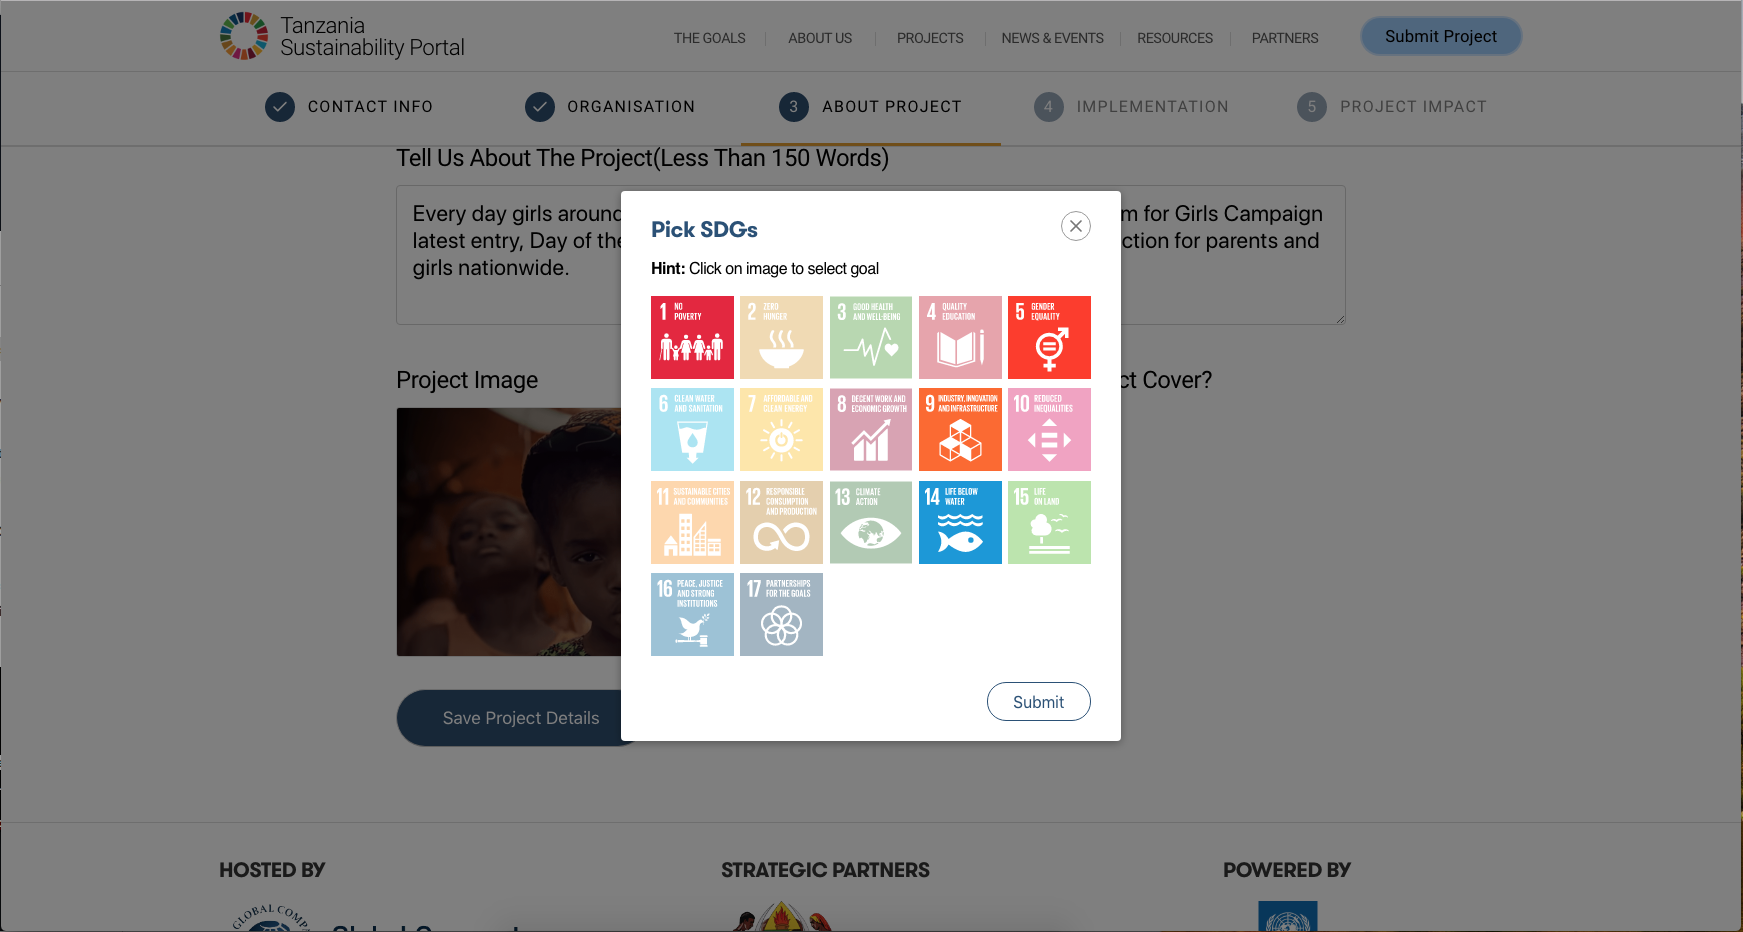 Tanzania
Sustainability Portal
THE GOALS
ABOUT US
PROJECTS
NEWS & EVENTS
RESOURCES
PARTNERS
Submit Project
CONTACT INFO
ORGANISATION
3 ABOUT PROJECT
4 IMPLEMENTATION
5 PROJECT IMPACT
Tell Us About The Project(Less Than 150 Words)
Every day girls around
m for Girls Campaign
latest entry, Day of the
ction for parents and
girls nationwide.
Project Image
ct Cover?
Save Project Details
Pick SDGs
Hint: Click on image to select goal
1 NO
POVERTY
2 ZERO
HUNGER
3 GOOD HEALTH
AND WELL-BEING
4 QUALITY
EDUCATION
5 GENDER
EQUALITY
6 CLEAN WATER
AND SANITATION
7 AFFORDABLE AND
CLEAN ENERGY
8 DECENT WORK AND
ECONOMIC GROWTH
9 INDUSTRY, INNOVATION
AND INFRASTRUCTURE
10 REDUCED
INEQUALITIES
11 SUSTAINABLE CITIES
AND COMMUNITIES
12 RESPONSIBLE
CONSUMPTION
AND PRODUCTION
13 CLIMATE
ACTION
14 LIFE BELOW
WATER
15 LIFE
ON LAND
16 PEACE, JUSTICE
AND STRONG
INSTITUTIONS
17 PARTNERSHIPS
FOR THE GOALS
Submit
HOSTED BY
STRATEGIC PARTNERS
POWERED BY
GLOBAL COMP